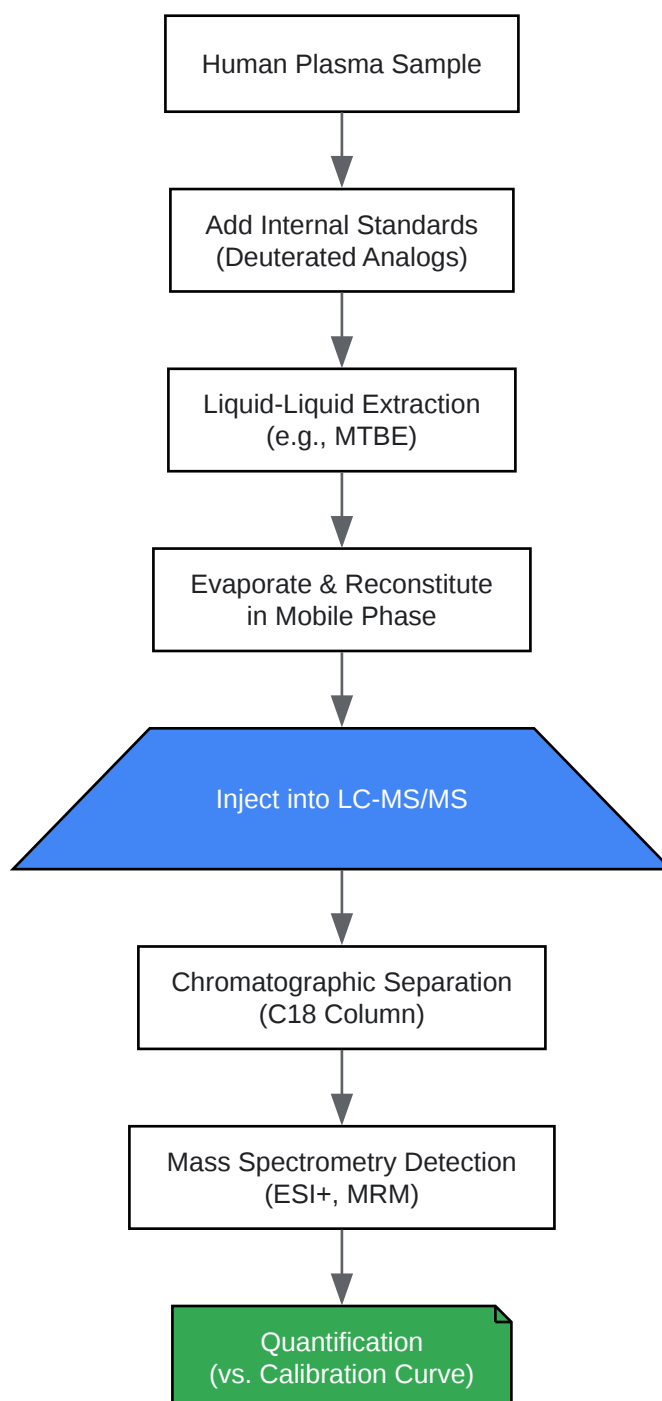 Human Plasma Sample
Add Internal Standards
(Deuterated Analogs)
Liquid-Liquid Extraction
(e.g., MTBE)
Evaporate & Reconstitute
in Mobile Phase
Inject into LC-MS/MS
Chromatographic Separation
(C18 Column)
Mass Spectrometry Detection
(ESI+, MRM)
Quantification
(vs. Calibration Curve)